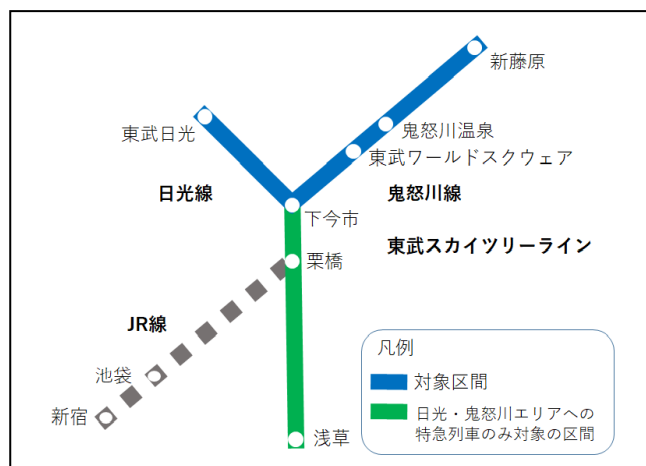 新藤原
東武日光
鬼怒川温泉
東武ワールドスクウェア
日光線
鬼怒川線
下今市
東武スカイツリーライン
栗橋
JR線
池袋
新宿
浅草
凡例
対象区間
日光・鬼怒川エリアへの
特急列車のみ対象の区間